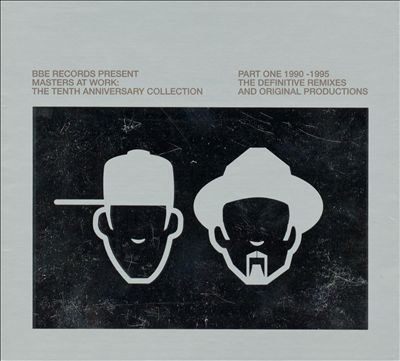 BBE RECORDS PRESENT
MASTERS AT WORK:
THE TENTH ANNIVERSARY COLLECTION
PART ONE 1990 -1995
THE DEFINITIVE REMIXES
AND ORIGINAL PRODUCTIONS